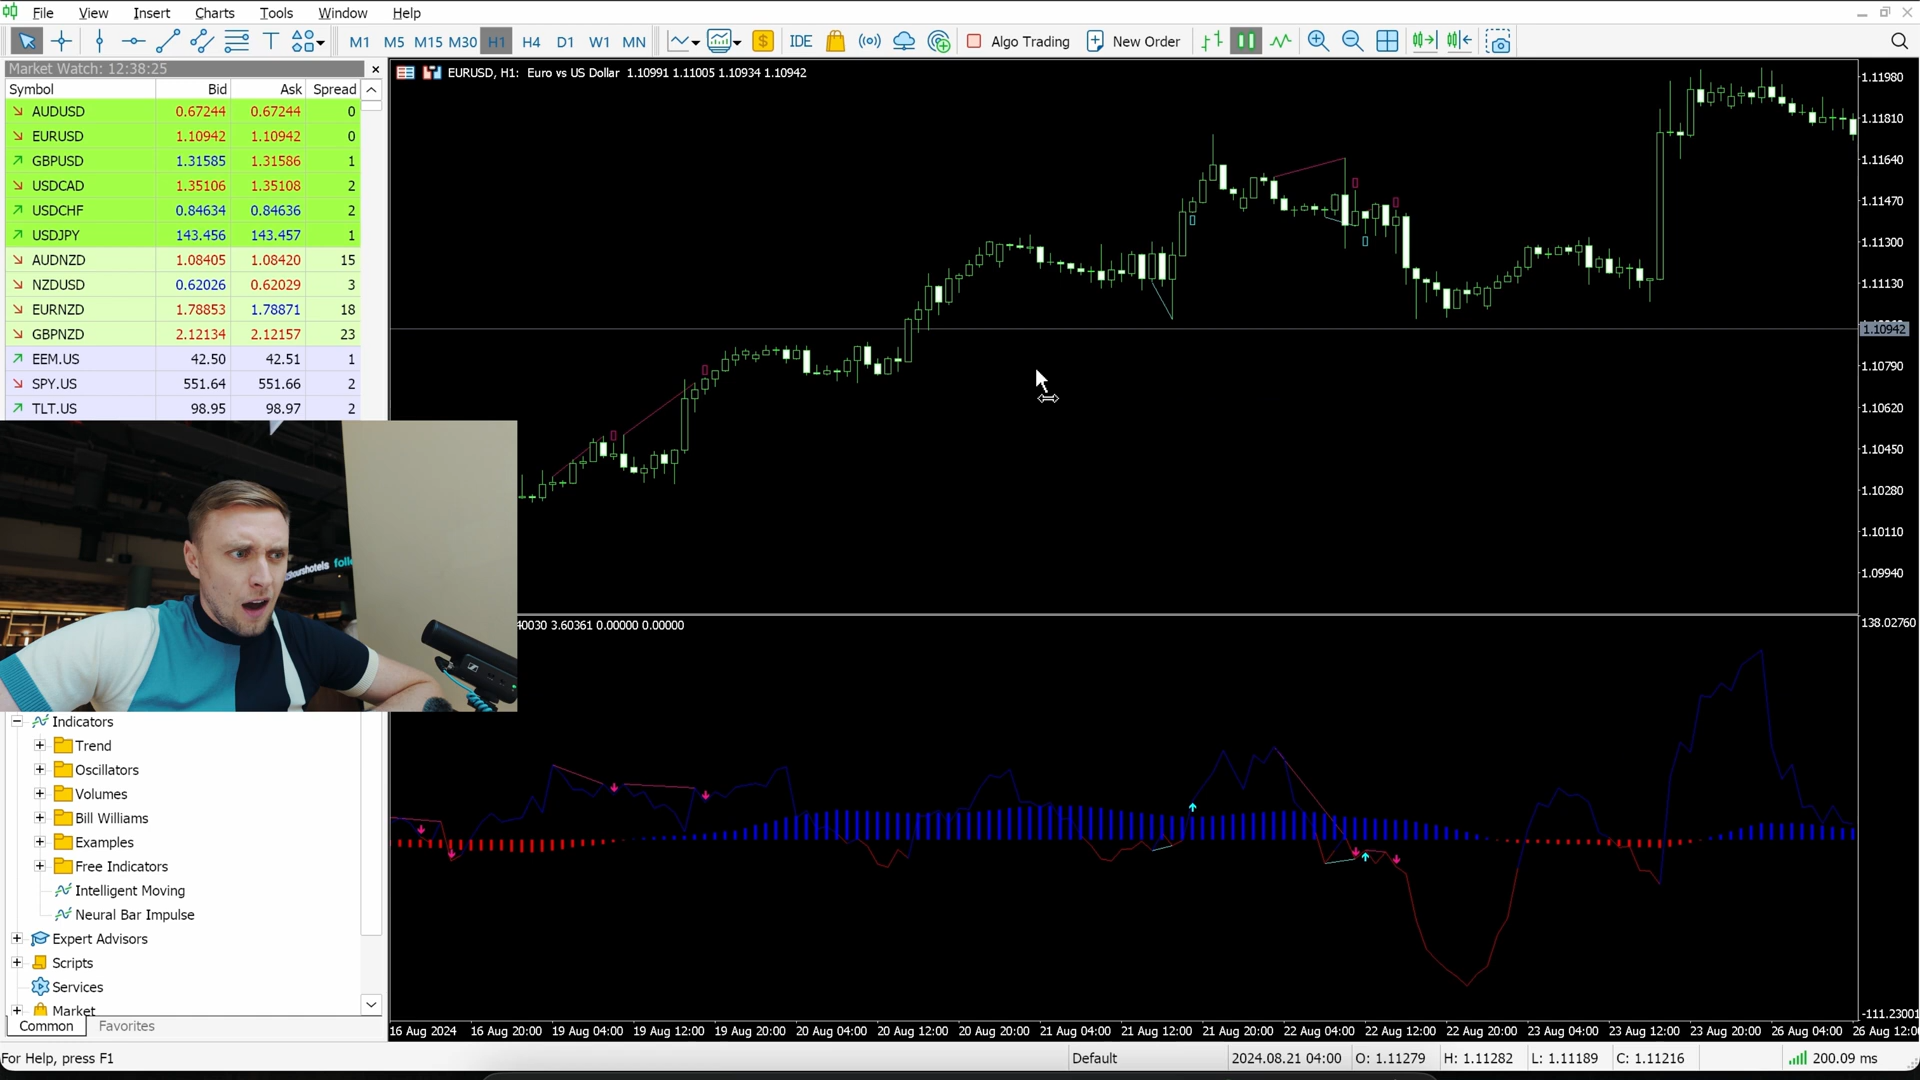 File View Insert Charts Tools Window Help
M1 M5 M15 M30 H1 H4 D1 W1 MN IDE Algo Trading New Order
Market Watch: 12:38:25
Symbol Bid Ask Spread
AUDUSD 0.67244 0.67244 0
EURUSD 1.10942 1.10942 0
GBPUSD 1.31585 1.31586 1
USDCAD 1.35106 1.35108 2
USDCHF 0.84634 0.84636 2
USDJPY 143.456 143.457 1
AUDNZD 1.08405 1.08420 15
NZDUSD 0.62026 0.62029 3
EURNZD 1.78853 1.78871 18
GBPNZD 2.12134 2.12157 23
EEM.US 42.50 42.51 1
SPY.US 551.64 551.66 2
TLT.US 98.95 98.97 2
Indicators
Trend
Oscillators
Volumes
Bill Williams
Examples
Free Indicators
Intelligent Moving
Neural Bar Impulse
Expert Advisors
Scripts
Services
Market
Common Favorites
EURUSD, H1: Euro vs US Dollar 1.10991 1.11005 1.10934 1.10942
1.11980
1.11810
1.11640
1.11470
1.11300
1.11130
1.10942
1.10790
1.10620
1.10450
1.10280
1.10110
1.09940
40030 3.60361 0.00000 0.00000
138.02760
-111.23001
16 Aug 2024 16 Aug 20:00 19 Aug 04:00 19 Aug 12:00 19 Aug 20:00 20 Aug 04:00 20 Aug 12:00 20 Aug 20:00 21 Aug 04:00 21 Aug 12:00 21 Aug 20:00 22 Aug 04:00 22 Aug 12:00 22 Aug 20:00 23 Aug 04:00 23 Aug 12:00 23 Aug 20:00 26 Aug 04:00 26 Aug 12:0
For Help, press F1 Default 2024.08.21 04:00 O: 1.11279 H: 1.11282 L: 1.11189 C: 1.11216 200.09 ms